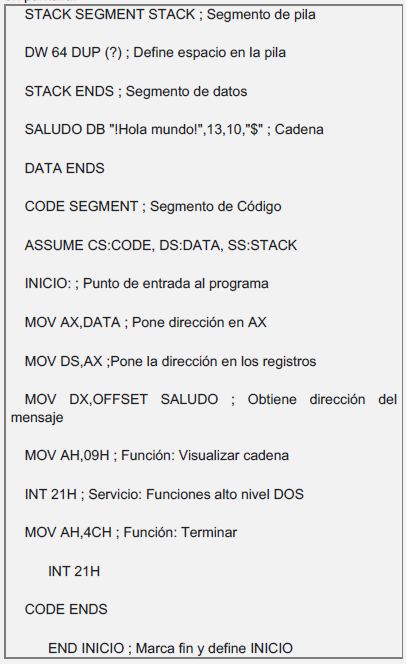 STACK SEGMENT STACK ; Segmento de pila
DW 64 DUP (?) ; Define espacio en la pila
STACK ENDS ; Segmento de datos
SALUDO DB "!Hola mundo!",13,10,"$" ; Cadena
DATA ENDS
CODE SEGMENT ; Segmento de Código
ASSUME CS:CODE, DS:DATA, SS:STACK
INICIO: ; Punto de entrada al programa
MOV AX,DATA ; Pone dirección en AX
MOV DS,AX ;Pone la dirección en los registros
MOV DX,OFFSET SALUDO ; Obtiene dirección del
mensaje
MOV AH,09H ; Función: Visualizar cadena
INT 21H ; Servicio: Funciones alto nivel DOS
MOV AH,4CH ; Función: Terminar
INT 21H
CODE ENDS
END INICIO ; Marca fin y define INICIO